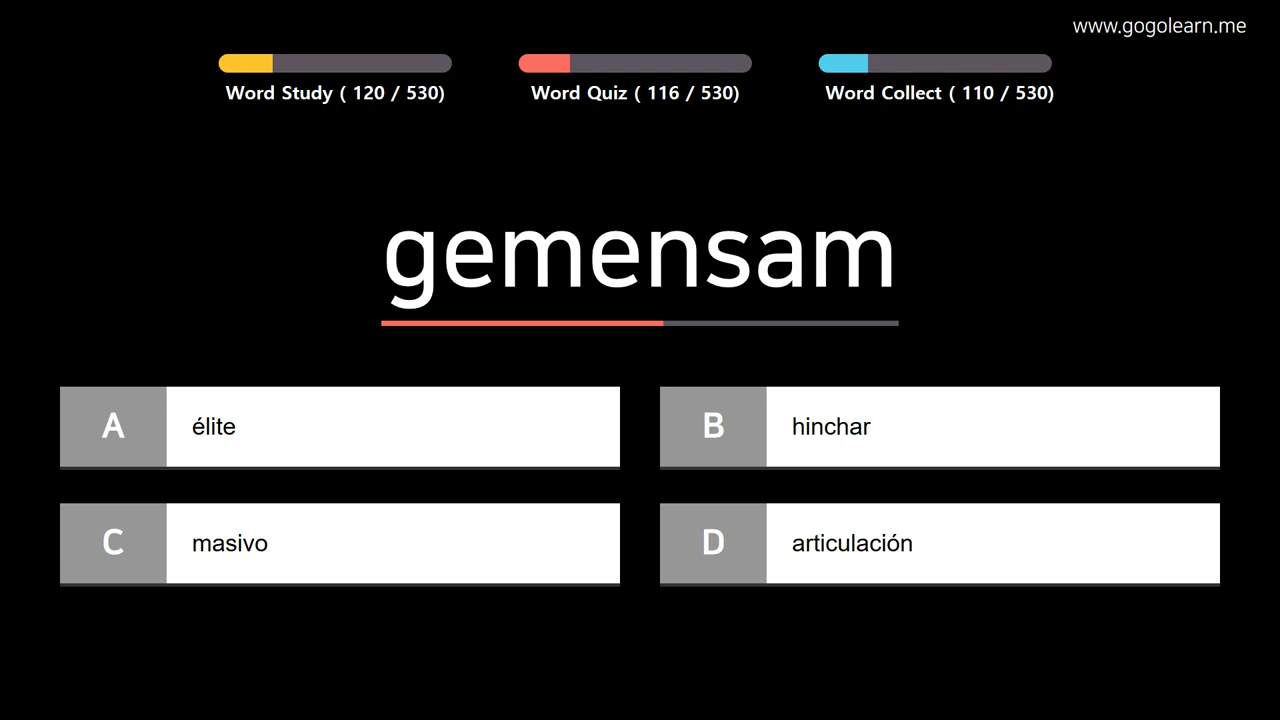 www.gogolearn.me
Word Study ( 120 / 530)
Word Quiz ( 116 / 530)
Word Collect ( 110 / 530)
gemensam
A
élite
B
hinchar
C
masivo
D
articulación